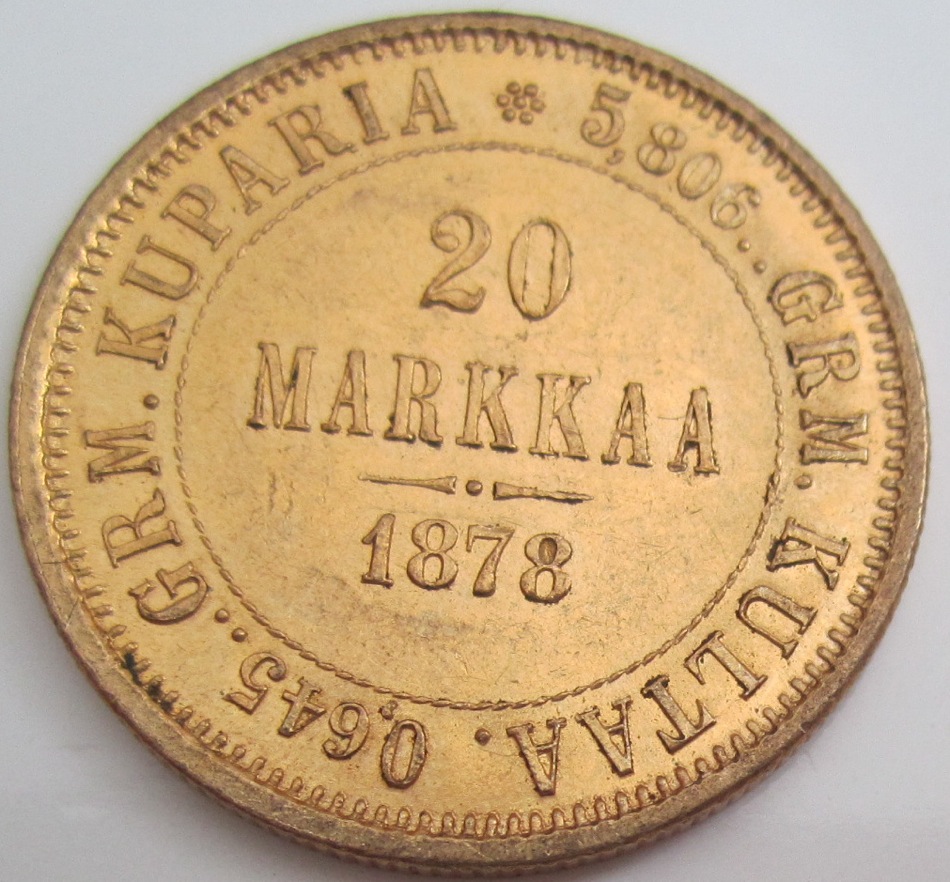 5,806..GRM. KULTAA. 0,645..GRM. KUPARIA
20
MARKKAA
1878